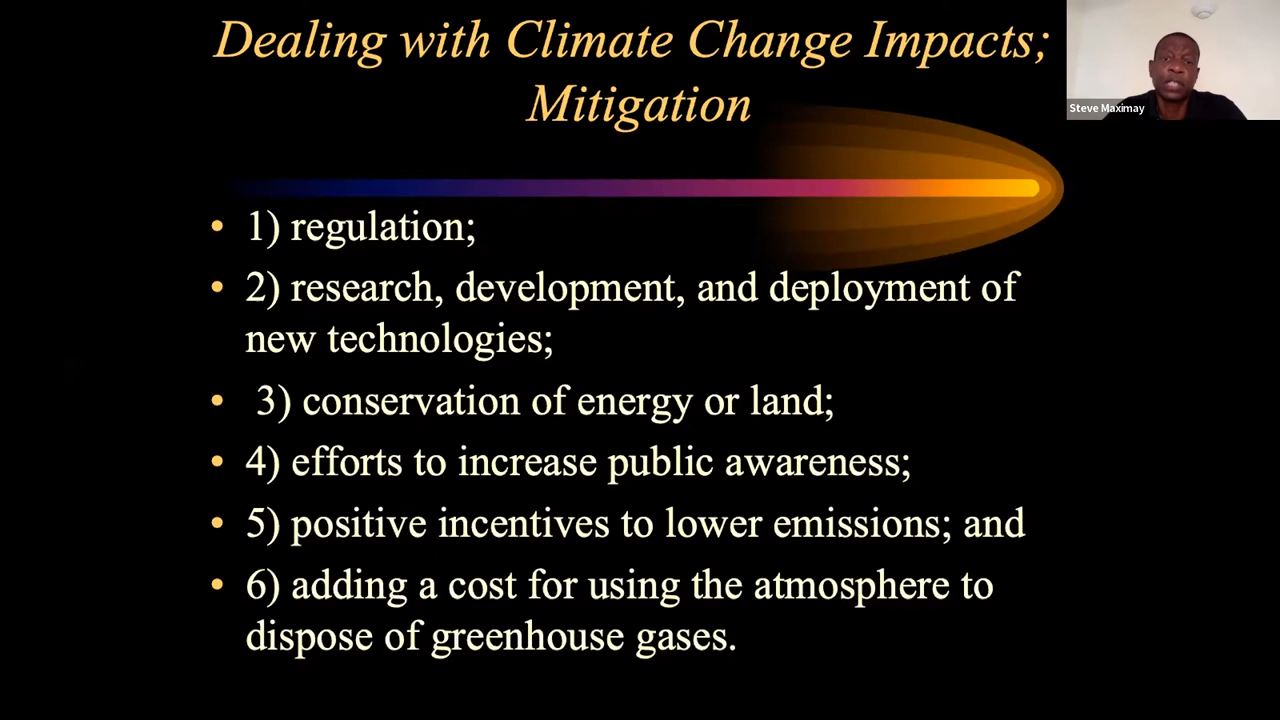 Dealing with Climate Change Impacts;
Mitigation
Steve Maximay
• 1) regulation;
• 2) research, development, and deployment of
new technologies;
• 3) conservation of energy or land;
• 4) efforts to increase public awareness;
• 5) positive incentives to lower emissions; and
• 6) adding a cost for using the atmosphere to
dispose of greenhouse gases.